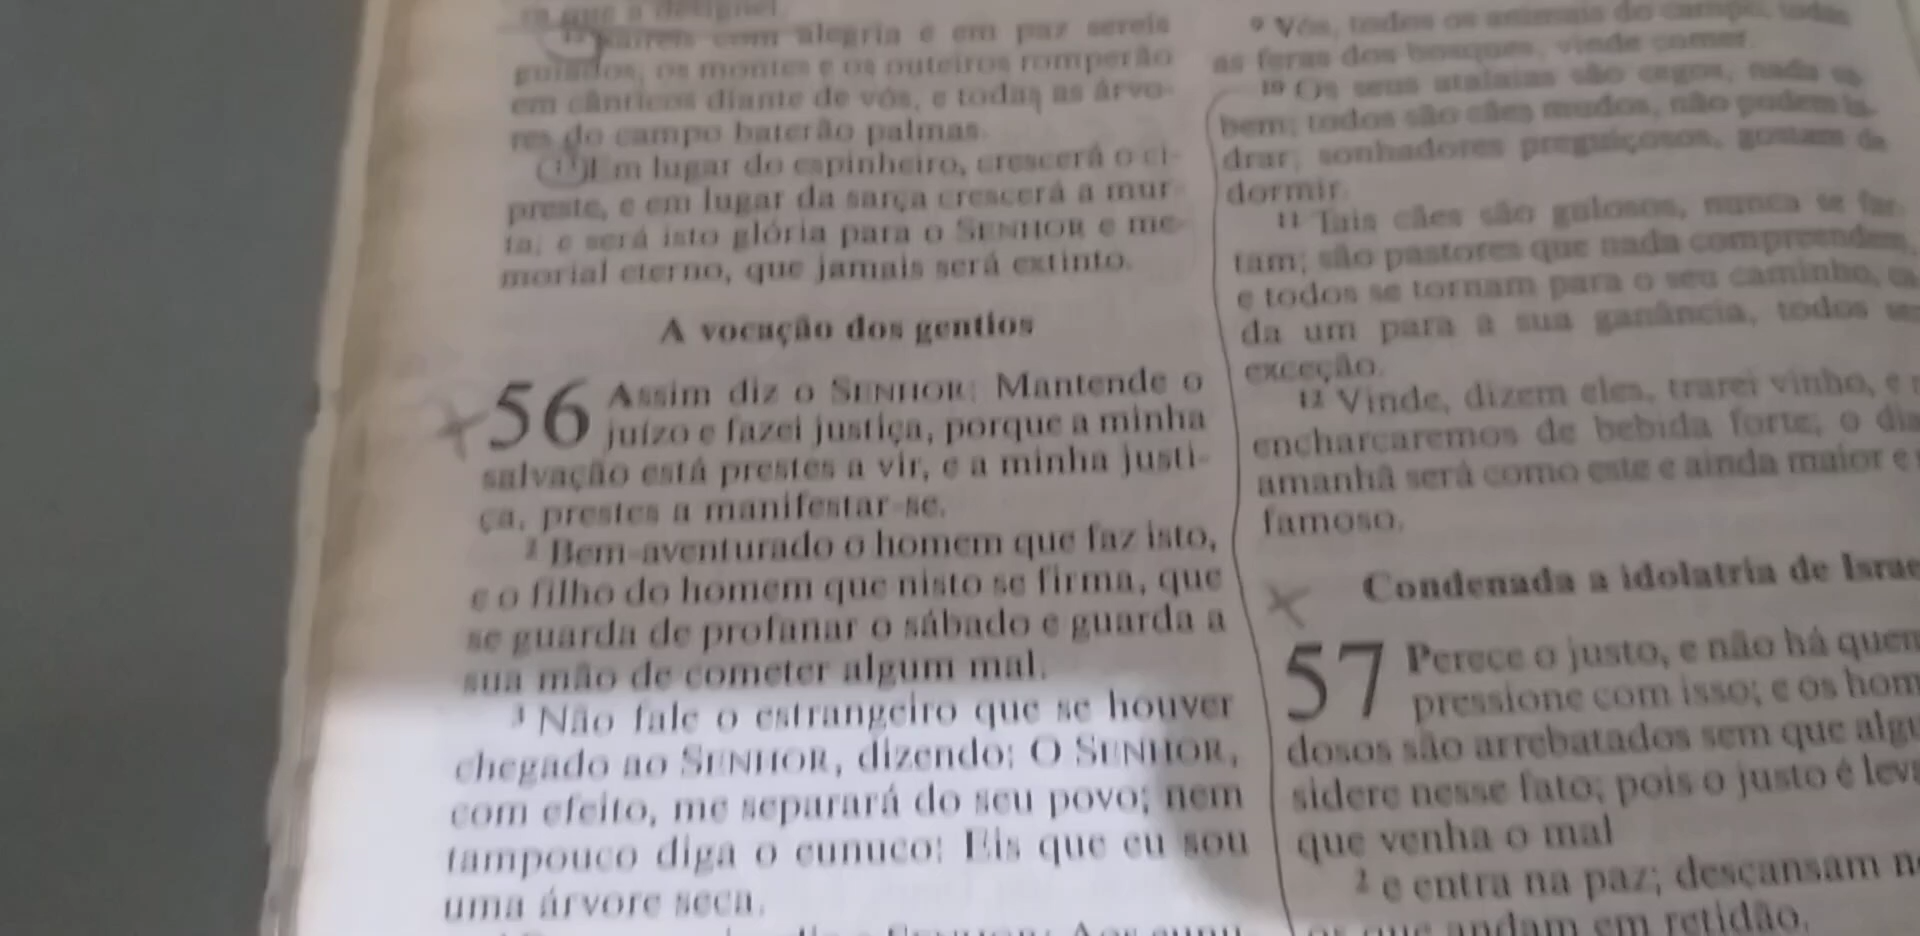 ¹² Saireis com alegria e em paz sereis
guiados; os montes e os outeiros romperão
em cânticos diante de vós, e todas as árvo-
res do campo baterão palmas.
¹³ Em lugar do espinheiro, crescerá o ci-
preste, e em lugar da sarça crescerá a mur-
ta; e será isto glória para o SENHOR e me-
morial eterno, que jamais será extinto.
A vocação dos gentios
56 Assim diz o SENHOR: Mantende o
juízo e fazei justiça, porque a minha
salvação está prestes a vir, e a minha justi-
ça, prestes a manifestar-se.
² Bem-aventurado o homem que faz isto,
e o filho do homem que nisto se firma, que
se guarda de profanar o sábado e guarda a
sua mão de cometer algum mal.
³ Não fale o estrangeiro que se houver
chegado ao SENHOR, dizendo: O SENHOR,
com efeito, me separará do seu povo; nem
tampouco diga o eunuco: Eis que eu sou
uma árvore seca.
⁹ Vós, todos os animais do campo, todas
as feras dos bosques, vinde comer.
¹⁰ Os seus atalaias são cegos, nada sa-
bem; todos são cães mudos, não podem la-
drar; sonhadores preguiçosos, gostam de
dormir.
¹¹ Tais cães são gulosos, nunca se far-
tam; são pastores que nada compreendem,
e todos se tornam para o seu caminho, ca-
da um para a sua ganância, todos sem
exceção.
¹² Vinde, dizem eles, trarei vinho, e
encharcaremos de bebida forte; o dia
amanhã será como este e ainda maior e
famoso.
Condenada a idolatria de Israe
57 Perece o justo, e não há quem
pressione com isso; e os hom
dosos são arrebatados sem que algu
sidere nesse fato; pois o justo é leva
que venha o mal
² e entra na paz; descansam n
os que andam em retidão.